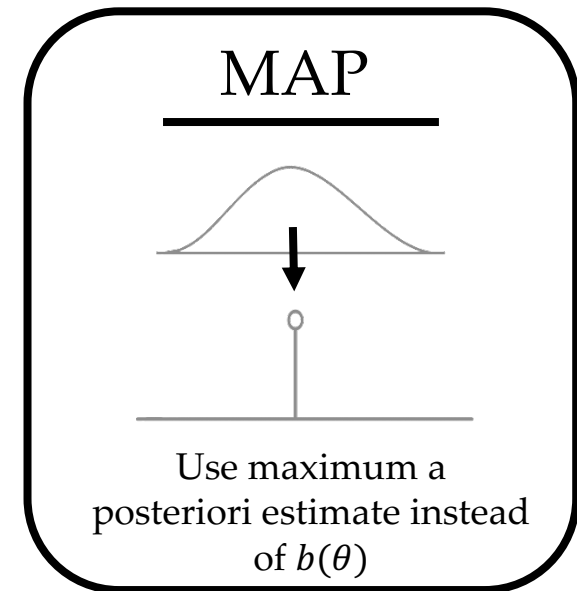 MAP
Use maximum a
posteriori estimate instead
of b(θ)